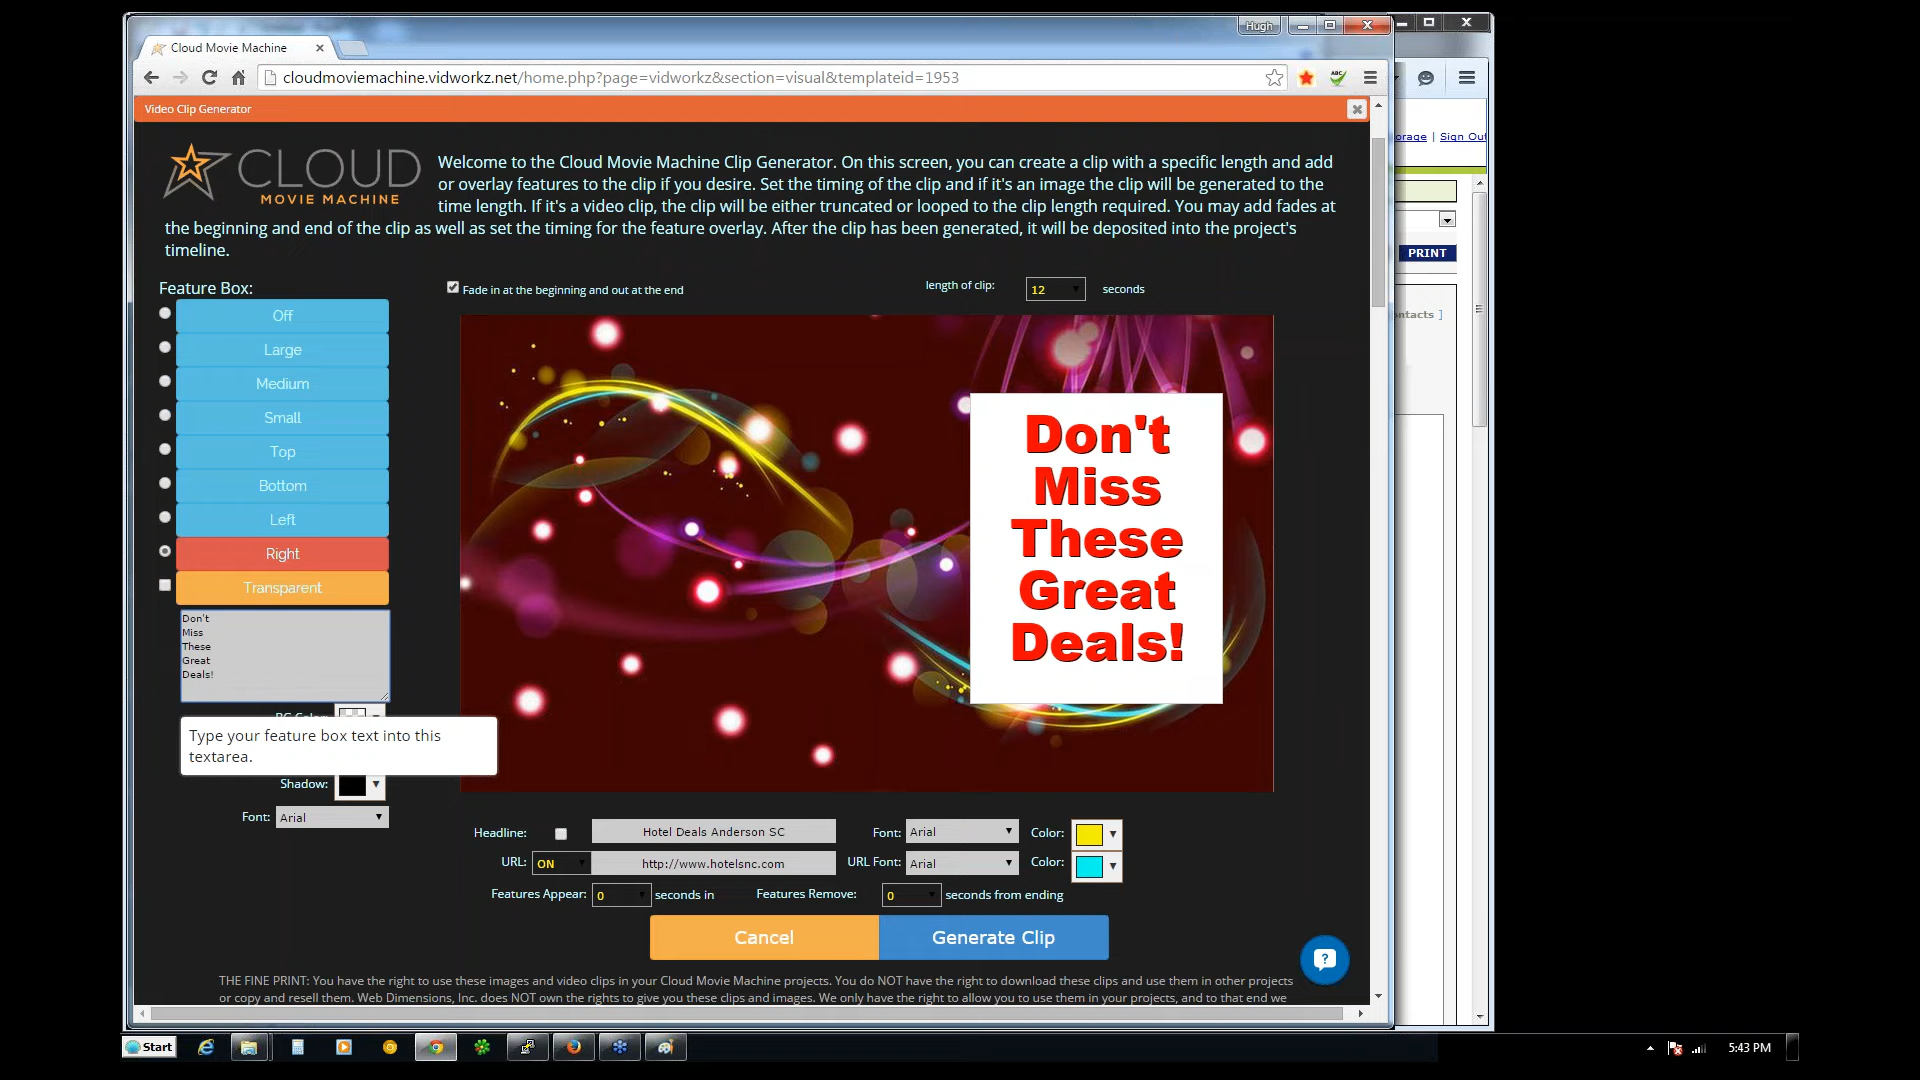 Hugh
Cloud Movie Machine
cloudmoviemachine.vidworkz.net/home.php?page=vidworkz&section=visual&templateid=1953
ABC
Video Clip Generator
orage | Sign Out
CLOUD
MOVIE MACHINE
Welcome to the Cloud Movie Machine Clip Generator. On this screen, you can create a clip with a specific length and add
or overlay features to the clip if you desire. Set the timing of the clip and if it's an image the clip will be generated to the
time length. If it's a video clip, the clip will be either truncated or looped to the clip length required. You may add fades at
the beginning and end of the clip as well as set the timing for the feature overlay. After the clip has been generated, it will be deposited into the project's
timeline.
PRINT
ontacts ]
Feature Box:
Fade in at the beginning and out at the end
length of clip: 12 seconds
Off
Large
Medium
Small
Top
Bottom
Left
Right
Transparent
Don't
Miss
These
Great
Deals!
Don't
Miss
These
Great
Deals!
Type your feature box text into this
textarea.
Shadow:
Font: Arial
Headline: Hotel Deals Anderson SC Font: Arial Color:
URL: ON http://www.hotelsnc.com URL Font: Arial Color:
Features Appear: 0 seconds in Features Remove: 0 seconds from ending
Cancel Generate Clip
?
THE FINE PRINT: You have the right to use these images and video clips in your Cloud Movie Machine projects. You do NOT have the right to download these clips and use them in other projects
or copy and resell them. Web Dimensions, Inc. does NOT own the rights to give you these clips and images. We only have the right to allow you to use them in your projects, and to that end we
Start
5:43 PM